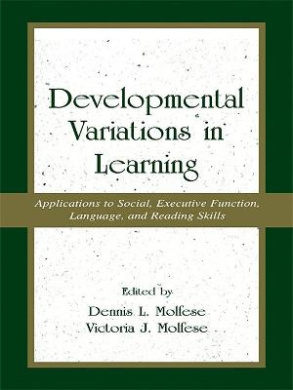 Developmental
Variations in
Learning
Applications to Social, Executive Function,
Language, and Reading Skills
Edited by
Dennis L. Molfese
Victoria J. Molfese